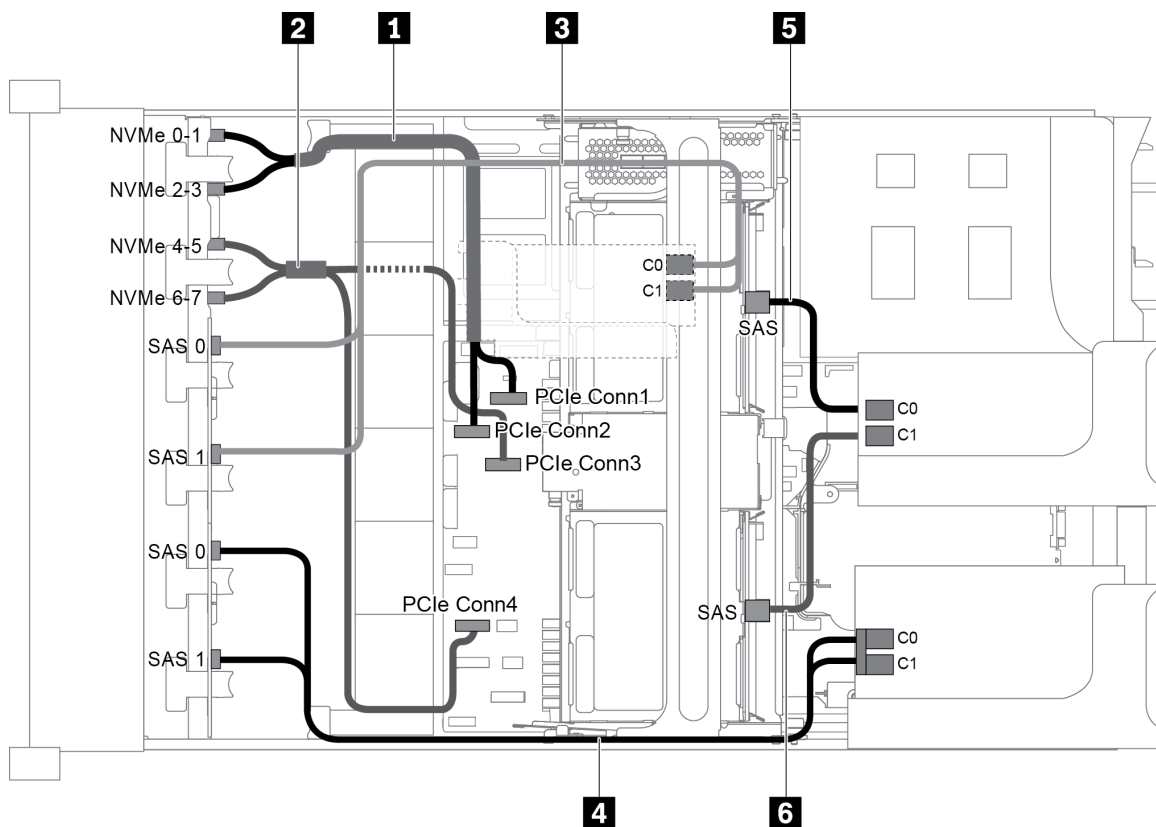 2 1 3 5
NVMe 0-1
NVMe 2-3
NVMe 4-5
C0
NVMe 6-7
C1
SAS
SAS 0
PCIe Conn1
C0
PCIe Conn2
C1
SAS 1
PCIe Conn3
SAS 0
PCIe Conn4
SAS
C0
SAS 1
C1
4 6